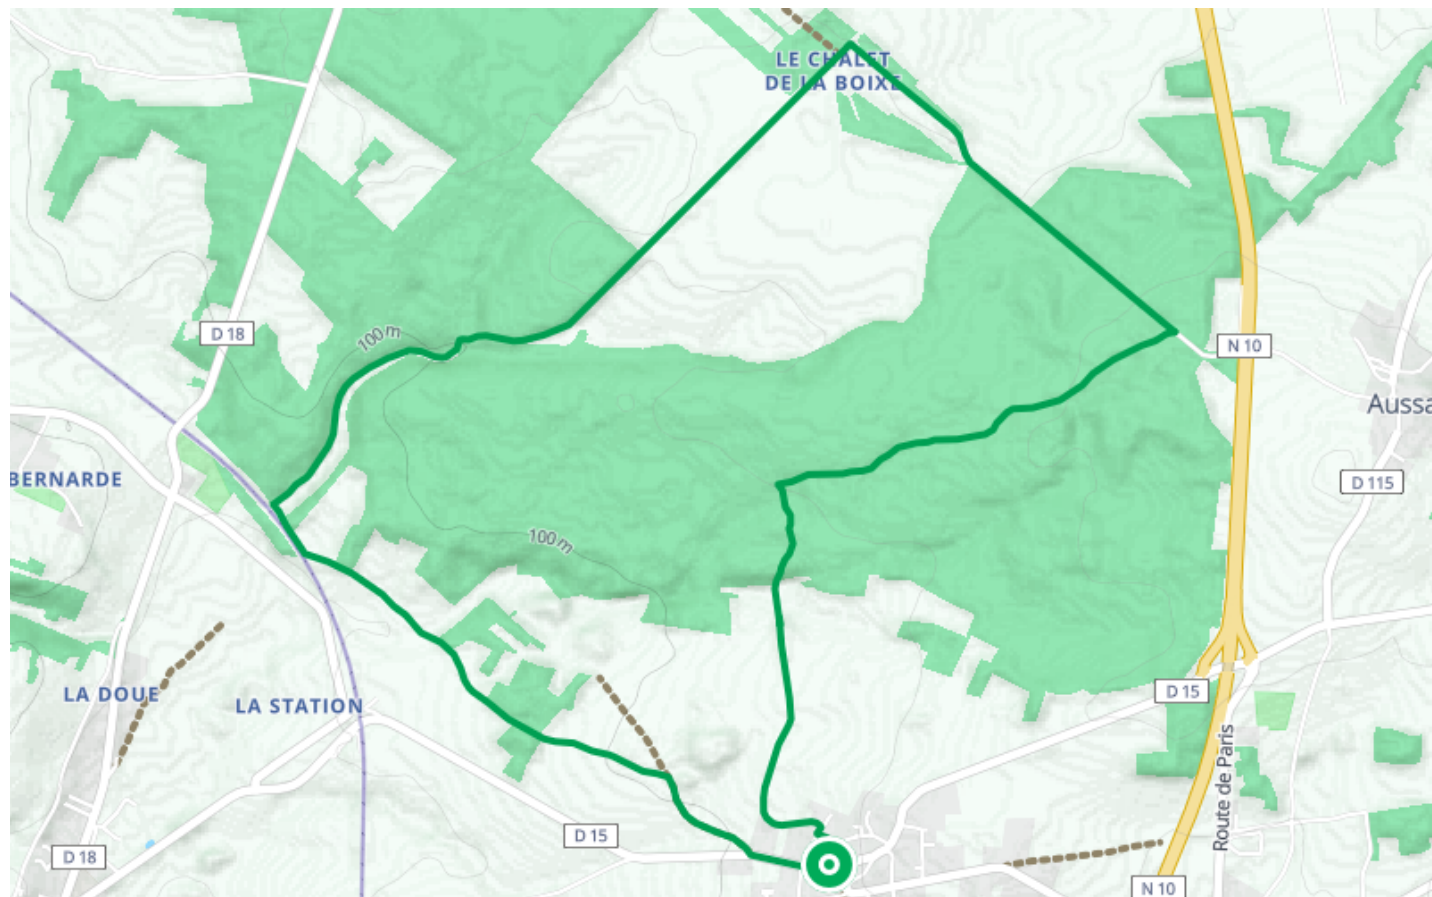 LE CHALET
DE LA BOIXE
D 18
100 m
N 10
Aussa
BERNARDE
D 115
100 m
LA DOUE
LA STATION
D 15
Route de Paris
D 15
D 18
N 10